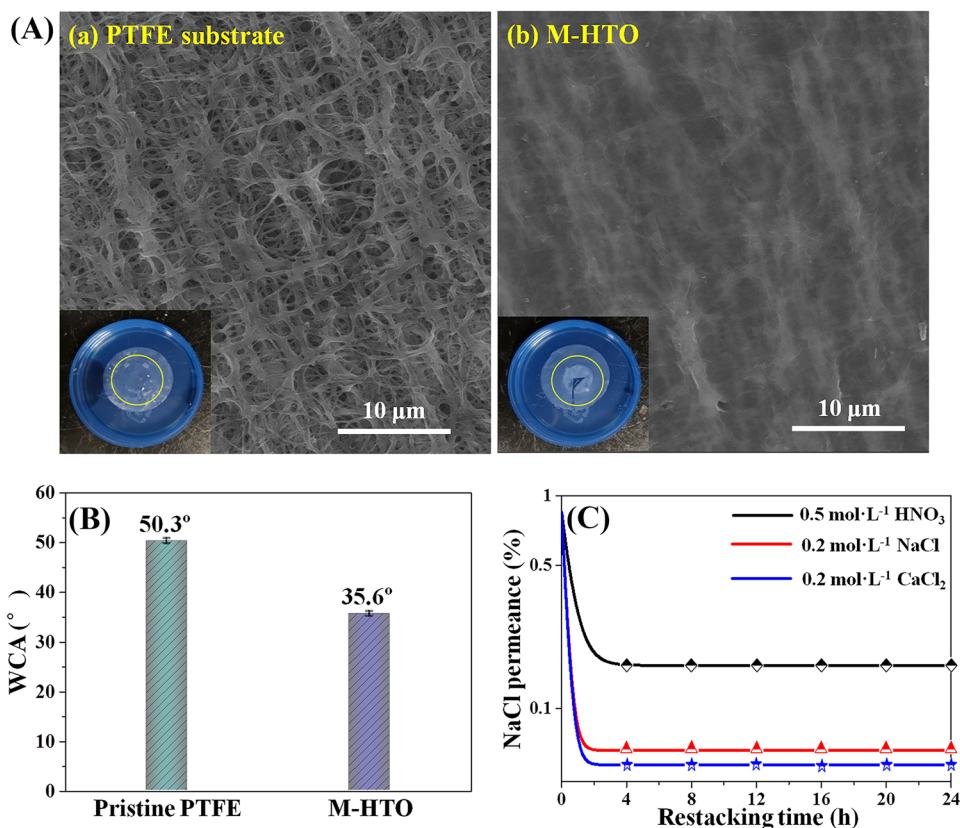 (A)
(a) PTFE substrate
(b) M-HTO
10 μm
10 μm
(B)
60
50
40
30
20
10
0
WCA (°)
50.3º
35.6º
Pristine PTFE
M-HTO
(C)
1
0.5
0.1
NaCl permeance (%)
0.5 mol·L⁻¹ HNO₃
0.2 mol·L⁻¹ NaCl
0.2 mol·L⁻¹ CaCl₂
0 4 8 12 16 20 24
Restacking time (h)